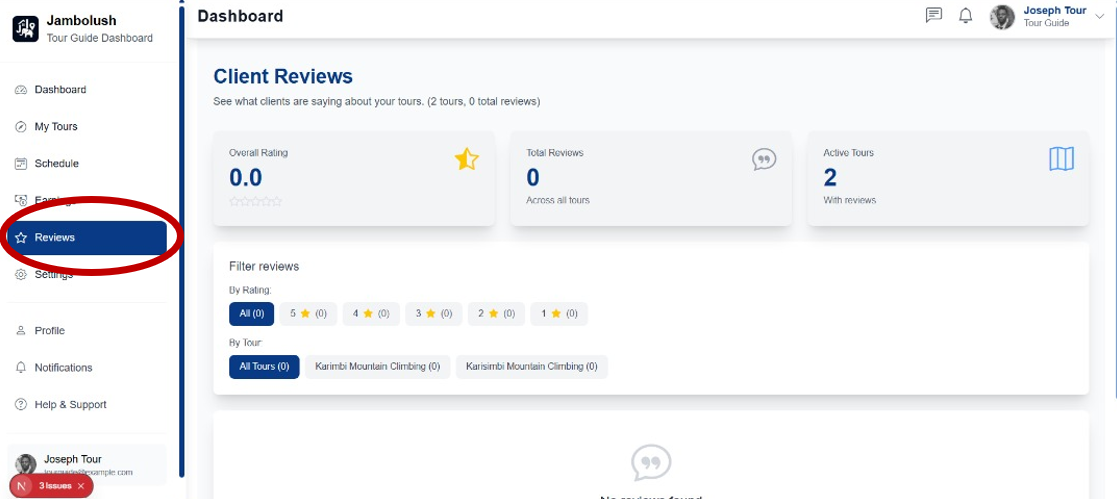 Jambolush
Tour Guide Dashboard
Dashboard
My Tours
Schedule
Earnings
Reviews
Settings
Profile
Notifications
Help & Support
Joseph Tour
tourguide@example.com
N 3 Issues ×
Dashboard
Joseph Tour
Tour Guide
Client Reviews
See what clients are saying about your tours. (2 tours, 0 total reviews)
Overall Rating
0.0
Total Reviews
0
Across all tours
Active Tours
2
With reviews
Filter reviews
By Rating:
All (0) 5 ★ (0) 4 ★ (0) 3 ★ (0) 2 ★ (0) 1 ★ (0)
By Tour:
All Tours (0) Karimbi Mountain Climbing (0) Karisimbi Mountain Climbing (0)
No reviews found